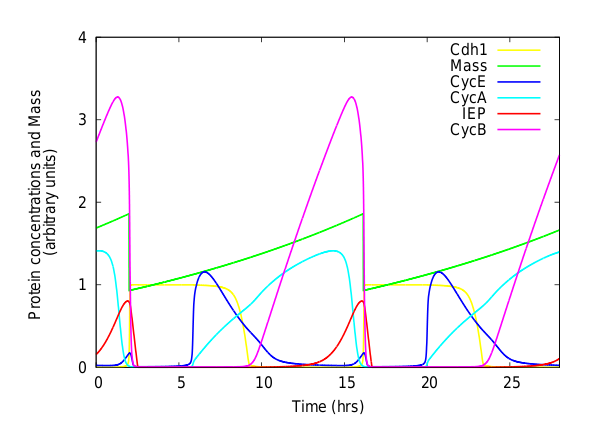 4
3
2
1
0
0 5 10 15 20 25
Protein concentrations and Mass
(arbitrary units)
Time (hrs)
Cdh1
Mass
CycE
CycA
IEP
CycB